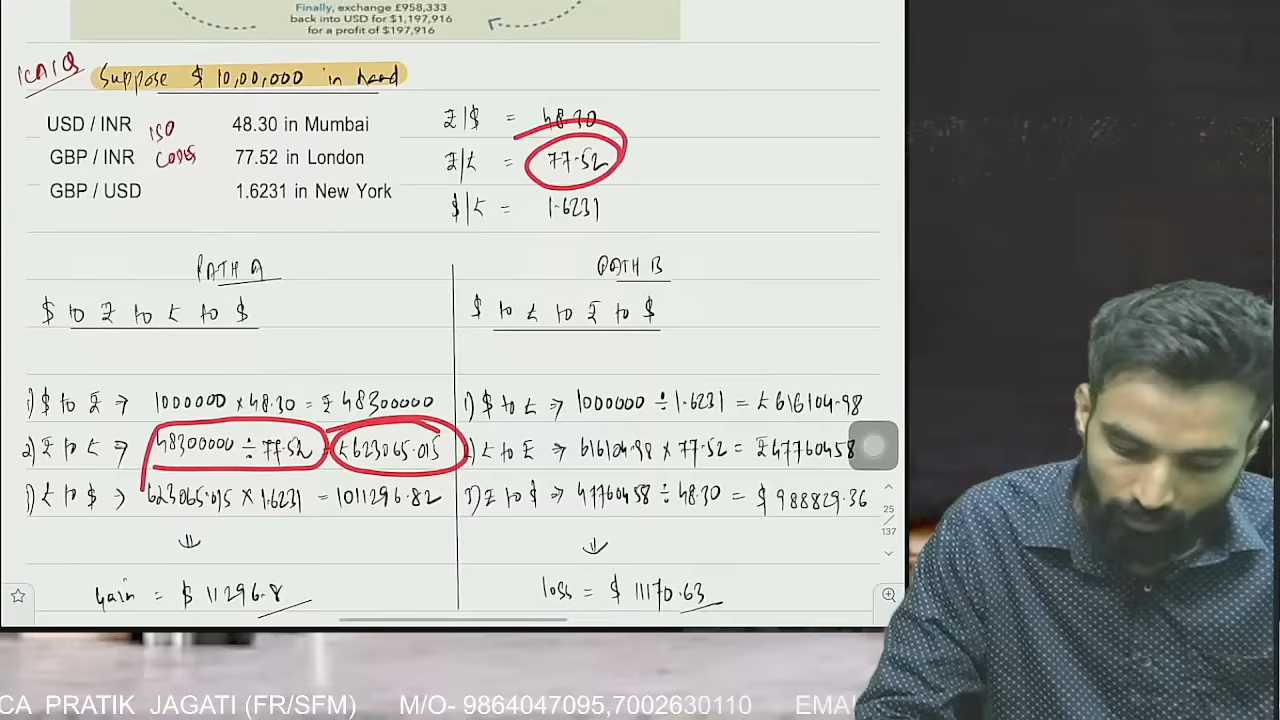 Finally, exchange £958,333
back into USD for $1,197,916
for a profit of $197,916
ICAI Q Suppose $ 10,00,000 in hand
USD / INR 48.30 in Mumbai ₹/$ = 48.30
ISO
GBP / INR 77.52 in London ₹/£ = 77.52
CODES
GBP / USD 1.6231 in New York $/£ = 1.6231
PATH A
$ to ₹ to £ to $
1) $ to ₹ ⇒ 1000000 × 48.30 = ₹ 48300000
2) ₹ to £ ⇒ 48300000 ÷ 77.52 = £623065.015
3) £ to $ ⇒ 623065.015 × 1.6231 = 1011296.82
⇓
Gain = $ 11296.8
PATH B
$ to £ to ₹ to $
1) $ to £ ⇒ 1000000 ÷ 1.6231 = £616104.98
2) £ to ₹ ⇒ 616104.98 × 77.52 = ₹47760458
3) ₹ to $ ⇒ 47760458 ÷ 48.30 = $ 988829.36
⇓
loss = $ 11170.63
25
/
137
CA PRATIK JAGATI (FR/SFM) M/O- 9864047095,7002630110 EMA